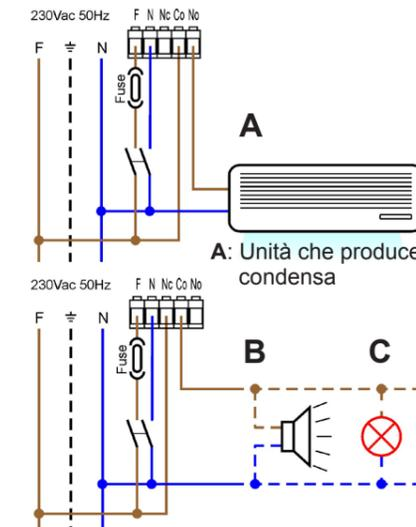 230Vac 50Hz
F N Nc Co No
F N
Fuse
A
A: Unità che produce
condensa
230Vac 50Hz
F N Nc Co No
F N
Fuse
B C